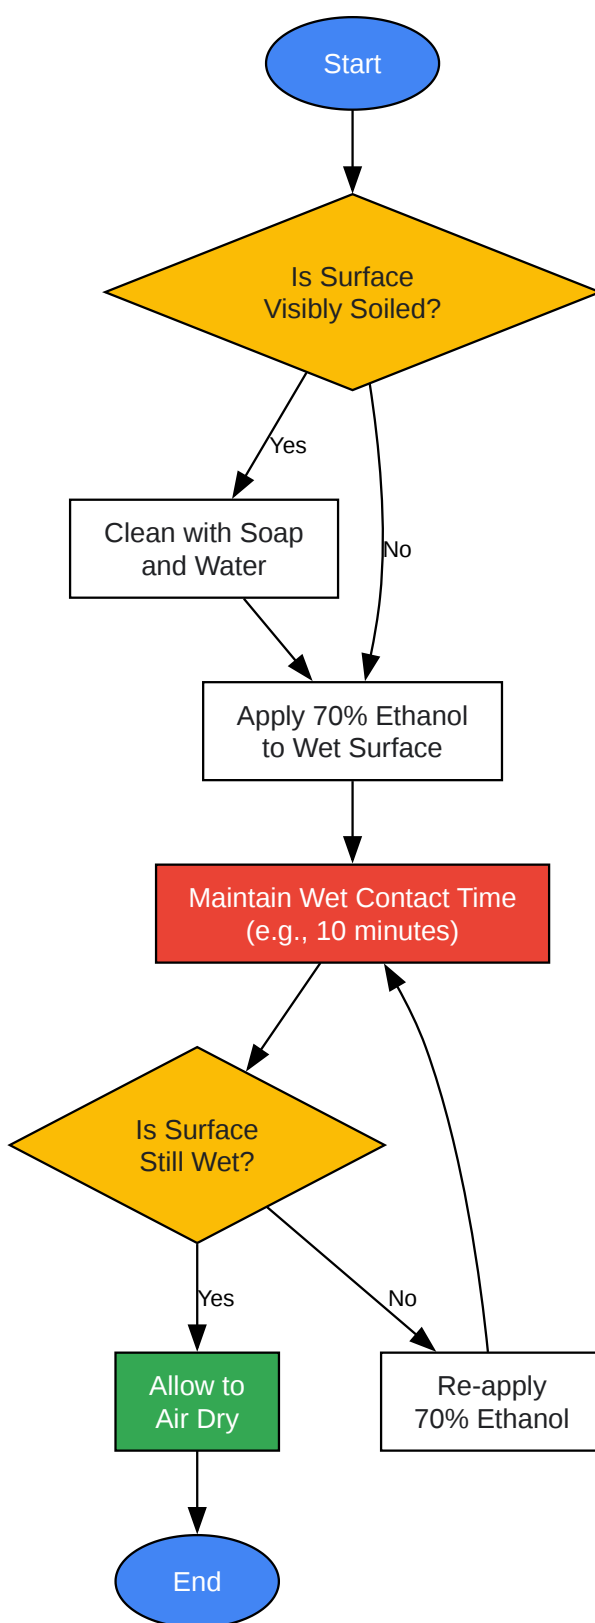 Start
Is Surface
Visibly Soiled?
Yes
Clean with Soap
and Water
No
Apply 70% Ethanol
to Wet Surface
Maintain Wet Contact Time
(e.g., 10 minutes)
Is Surface
Still Wet?
Yes
No
Allow to
Air Dry
Re-apply
70% Ethanol
End